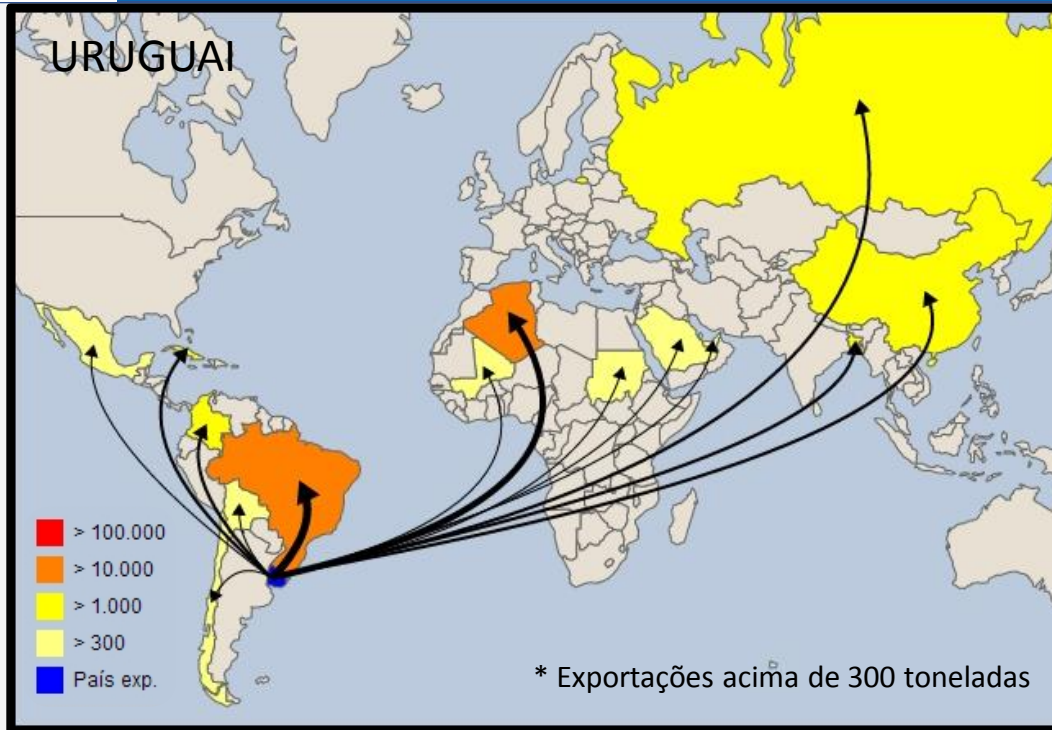 URUGUAI
> 100.000
> 10.000
> 1.000
> 300
País exp.
* Exportações acima de 300 toneladas